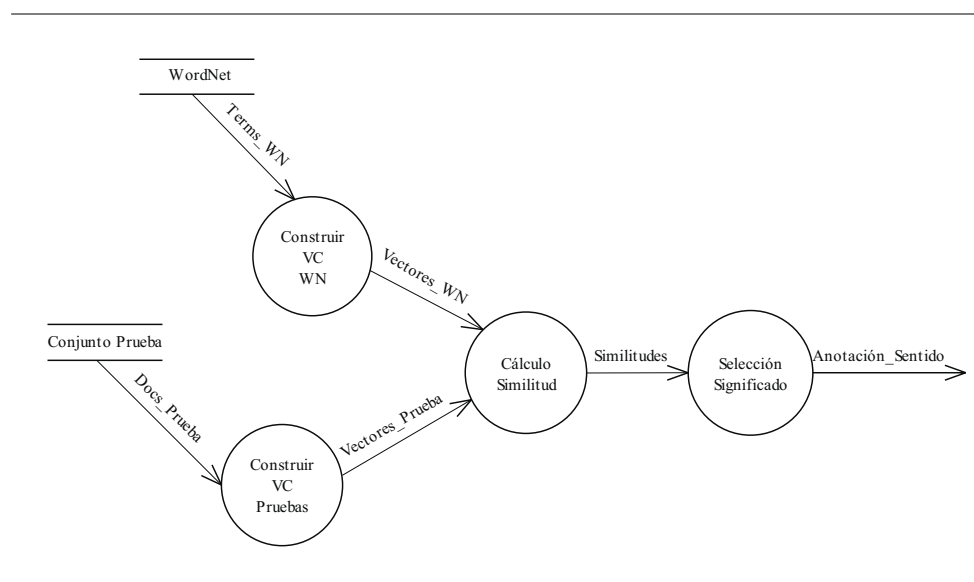 WordNet
Terms_WN
Construir
VC
WN
Vectores_WN
Conjunto Prueba
Docs_Prueba
Construir
VC
Pruebas
Vectores_Prueba
Cálculo
Similitud
Similitudes
Selección
Significado
Anotación_Sentido